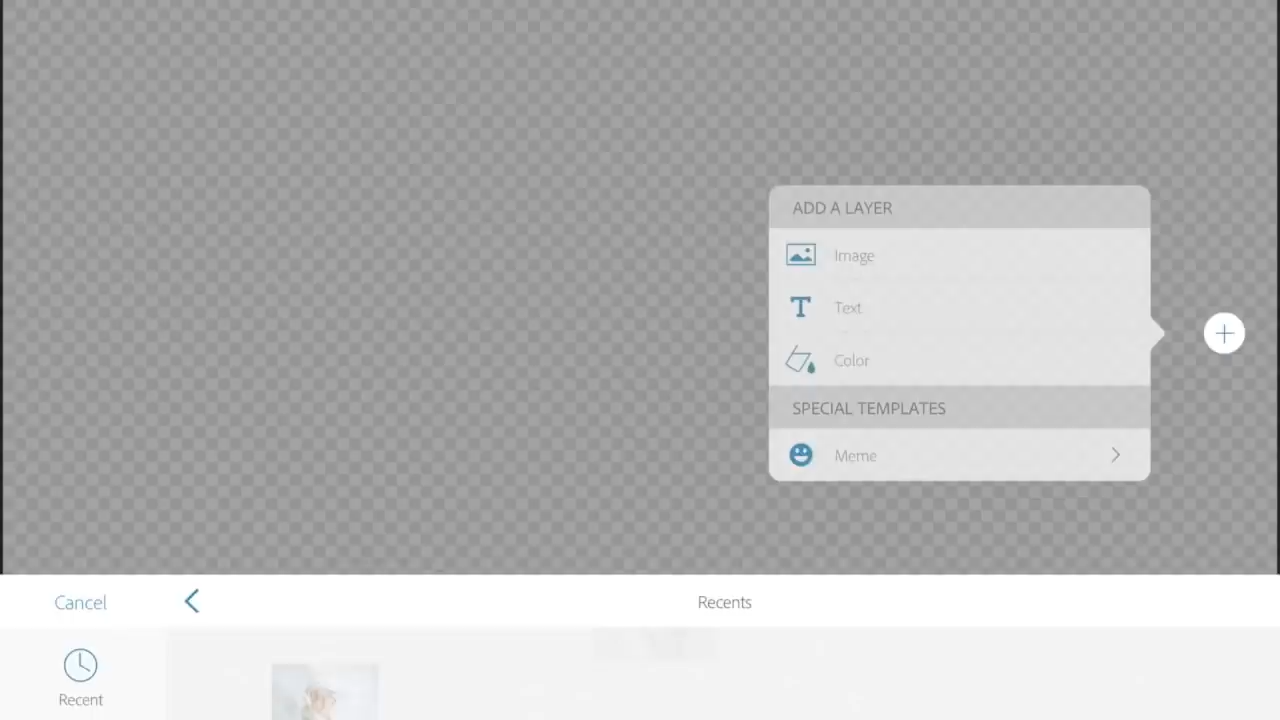 ADD A LAYER
Image
Text
Color
SPECIAL TEMPLATES
Meme
Cancel
Recents
Recent